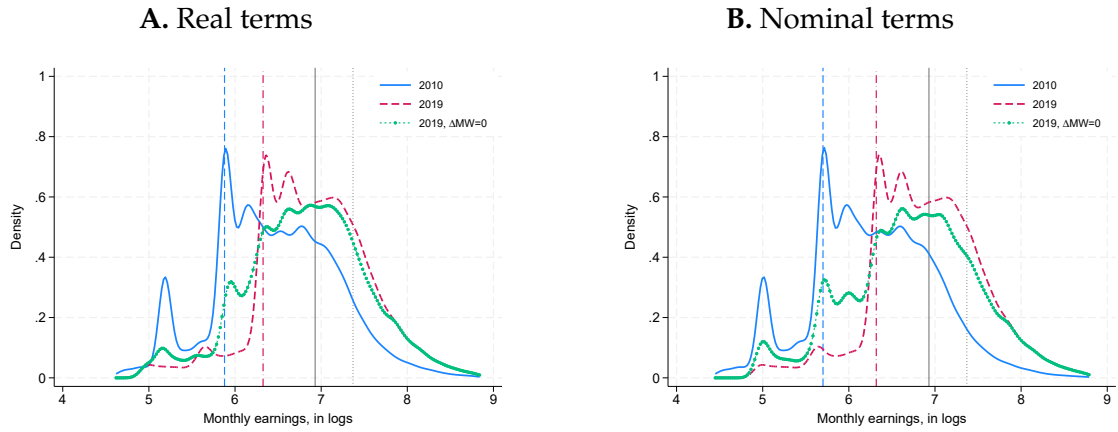 A. Real terms
1
.8
.6
.4
.2
0
Density
4 5 6 7 8 9
Monthly earnings, in logs
2010
2019
2019, ΔMW=0
B. Nominal terms
1
.8
.6
.4
.2
0
Density
4 5 6 7 8 9
Monthly earnings, in logs
2010
2019
2019, ΔMW=0